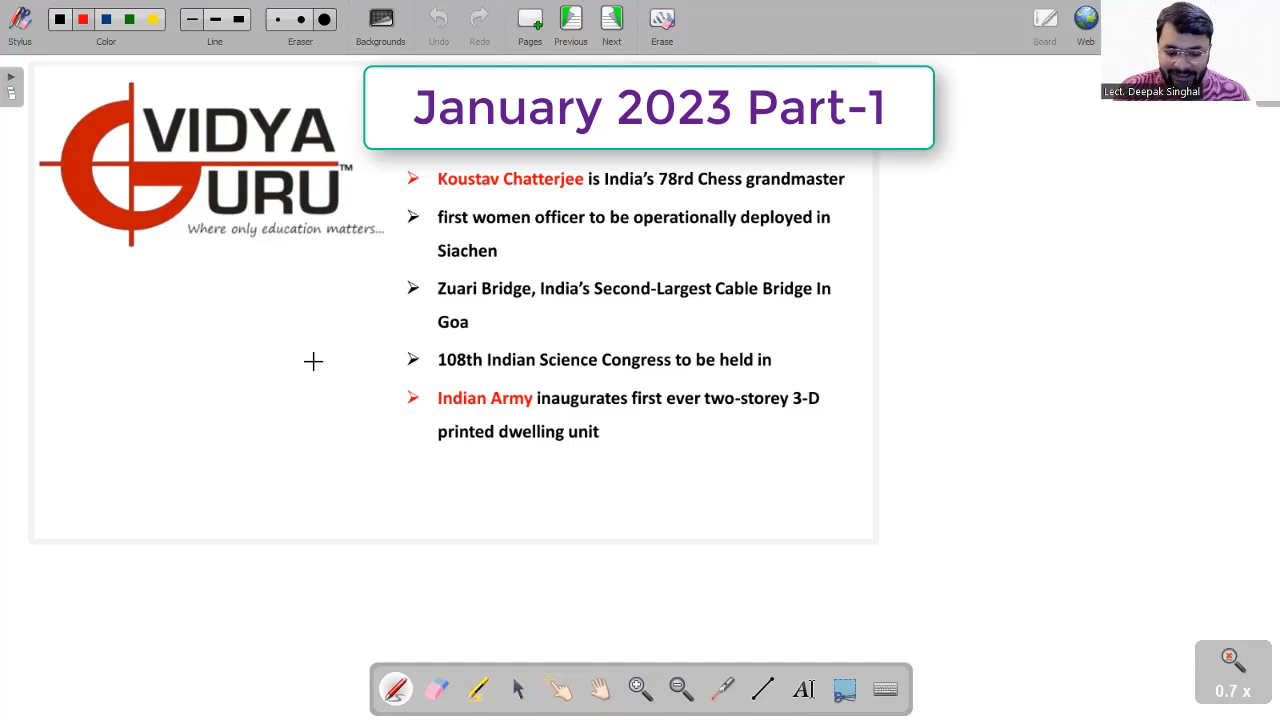 Stylus
Color
Line
Eraser
Backgrounds
Undo
Redo
Pages
Previous
Next
Erase
Board
Web
Lect. Deepak Singhal
VIDYA
GURU
TM
Where only education matters...
January 2023 Part-1
Koustav Chatterjee is India's 78rd Chess grandmaster
first women officer to be operationally deployed in
Siachen
Zuari Bridge, India's Second-Largest Cable Bridge In
Goa
108th Indian Science Congress to be held in
Indian Army inaugurates first ever two-storey 3-D
printed dwelling unit
AI
0.7 x